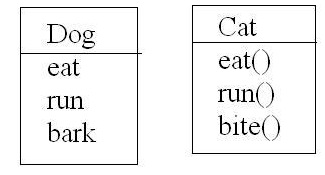 Dog
eat
run
bark
Cat
eat()
run()
bite()